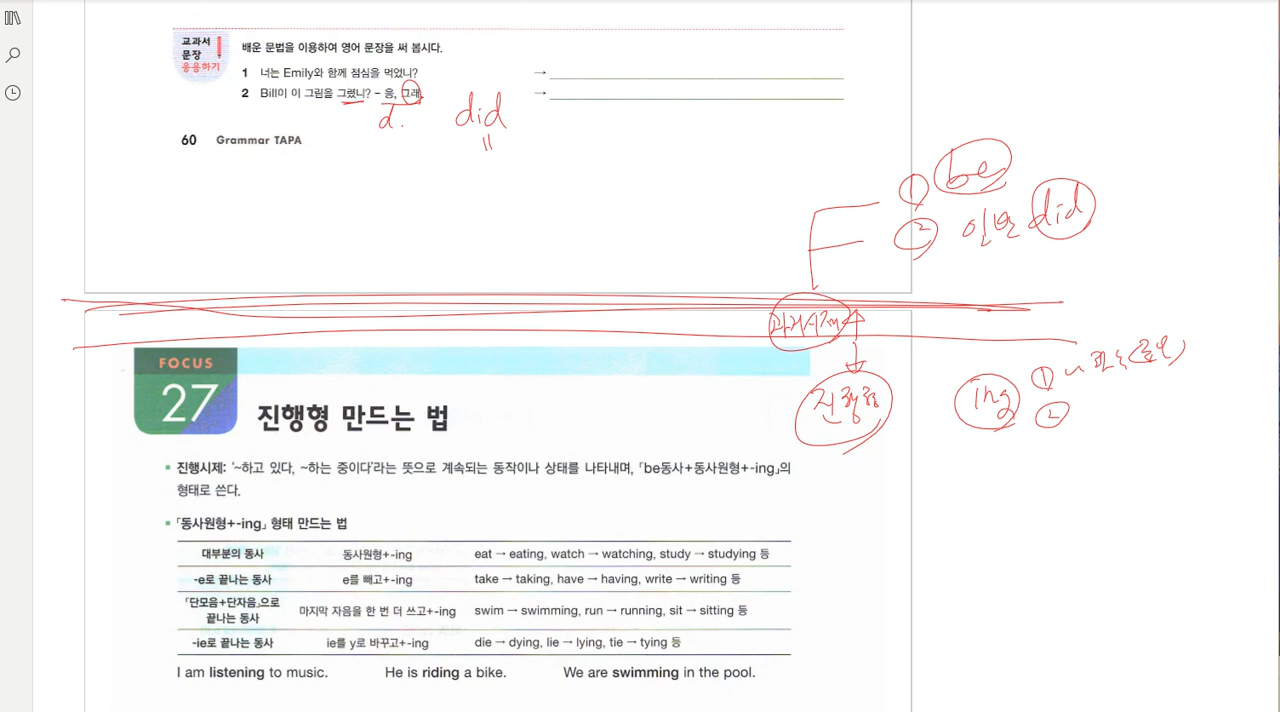 교과서
문장
응용하기
배운 문법을 이용하여 영어 문장을 써 봅시다.
1 너는 Emily와 함께 점심을 먹었니? →
2 Bill이 이 그림을 그렸니? – 응, 그래. →
d. did
60 Grammar TAPA
① be
② 일반 did
과거시제
진행형
ing ①
②
FOCUS
27
진행형 만드는 법
진행시제: '~하고 있다, ~하는 중이다'라는 뜻으로 계속되는 동작이나 상태를 나타내며, 「be동사+동사원형+-ing」의
형태로 쓴다.
「동사원형+-ing」 형태 만드는 법
대부분의 동사 동사원형+-ing eat → eating, watch → watching, study → studying 등
-e로 끝나는 동사 e를 빼고+-ing take → taking, have → having, write → writing 등
「단모음+단자음」으로
끝나는 동사 마지막 자음을 한 번 더 쓰고+-ing swim → swimming, run → running, sit → sitting 등
-ie로 끝나는 동사 ie를 y로 바꾸고+-ing die → dying, lie → lying, tie → tying 등
I am listening to music. He is riding a bike. We are swimming in the pool.